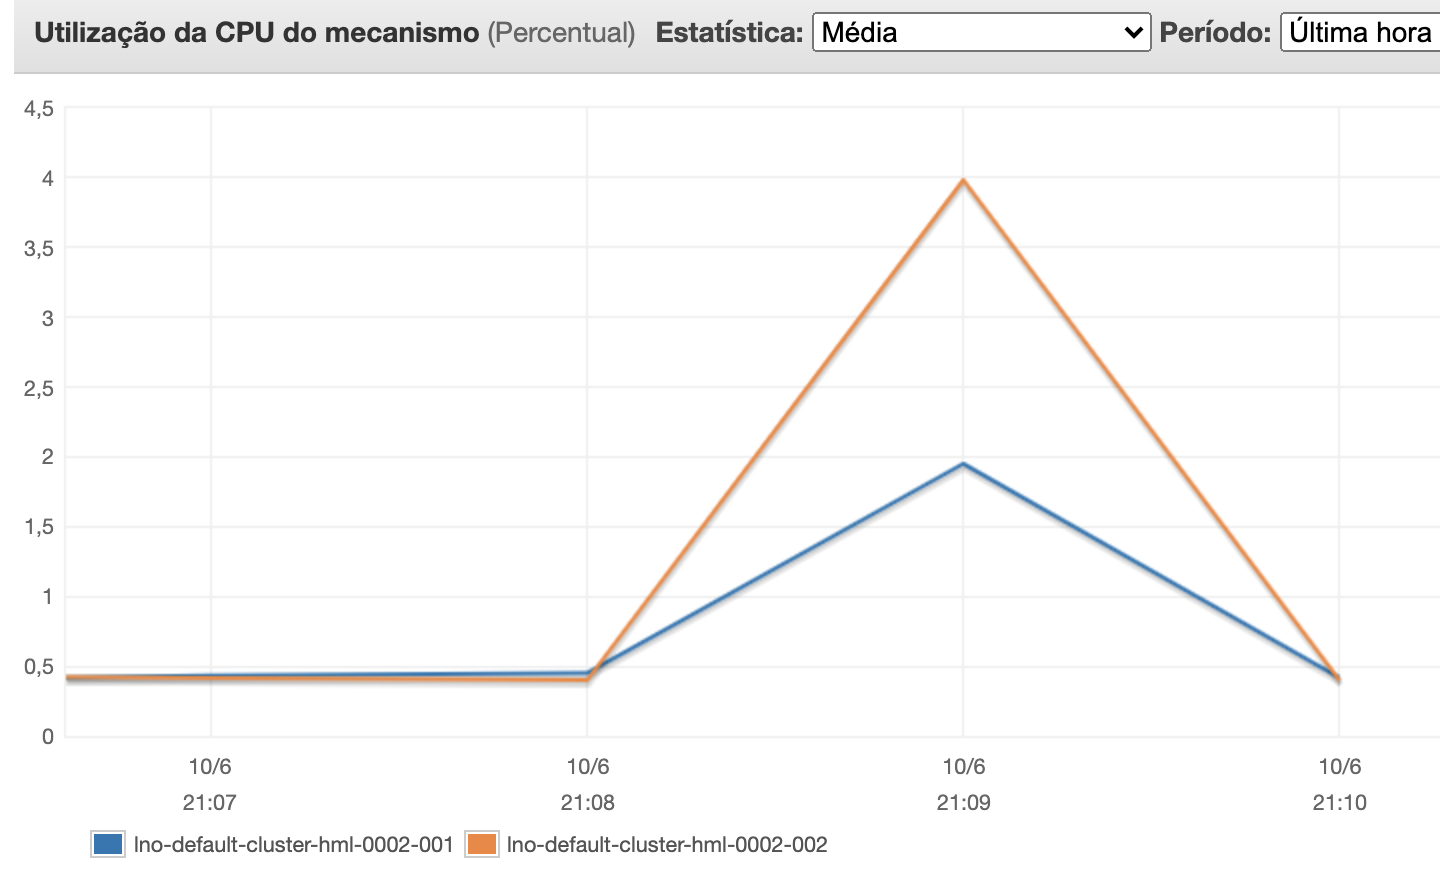 Utilização da CPU do mecanismo (Percentual) Estatística: Média Período: Última hora
4,5
4
3,5
3
2,5
2
1,5
1
0,5
0
10/6 10/6 10/6 10/6
21:07 21:08 21:09 21:10
lno-default-cluster-hml-0002-001 lno-default-cluster-hml-0002-002